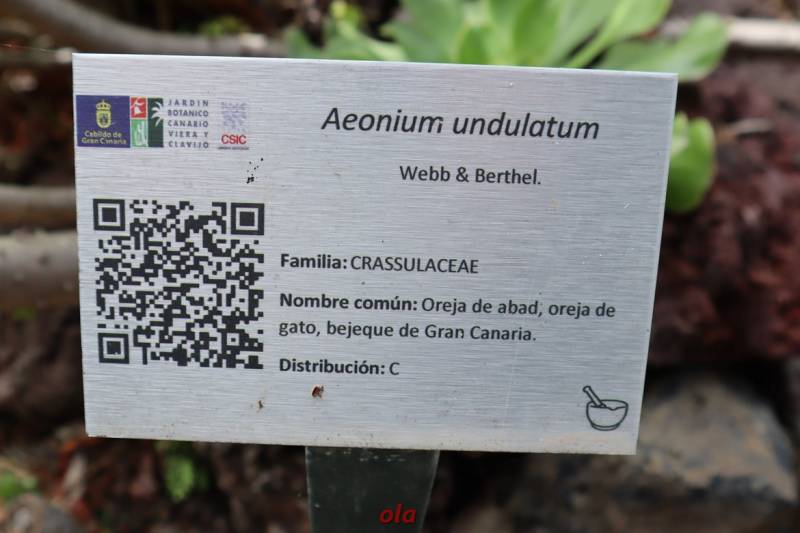 Cabildo de
Gran Canaria
JARDIN
BOTANICO
CANARIO
VIERA Y
CLAVIJO
CSIC
Aeonium undulatum
Webb & Berthel.
Familia: CRASSULACEAE
Nombre común: Oreja de abad, oreja de
gato, bejeque de Gran Canaria.
Distribución: C
ola